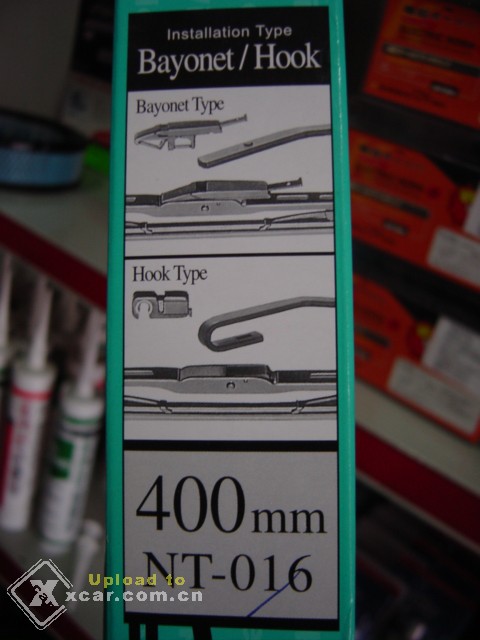 Installation Type
Bayonet / Hook
Bayonet Type
Hook Type
400mm
NT-016
Upload to
xcar.com.cn